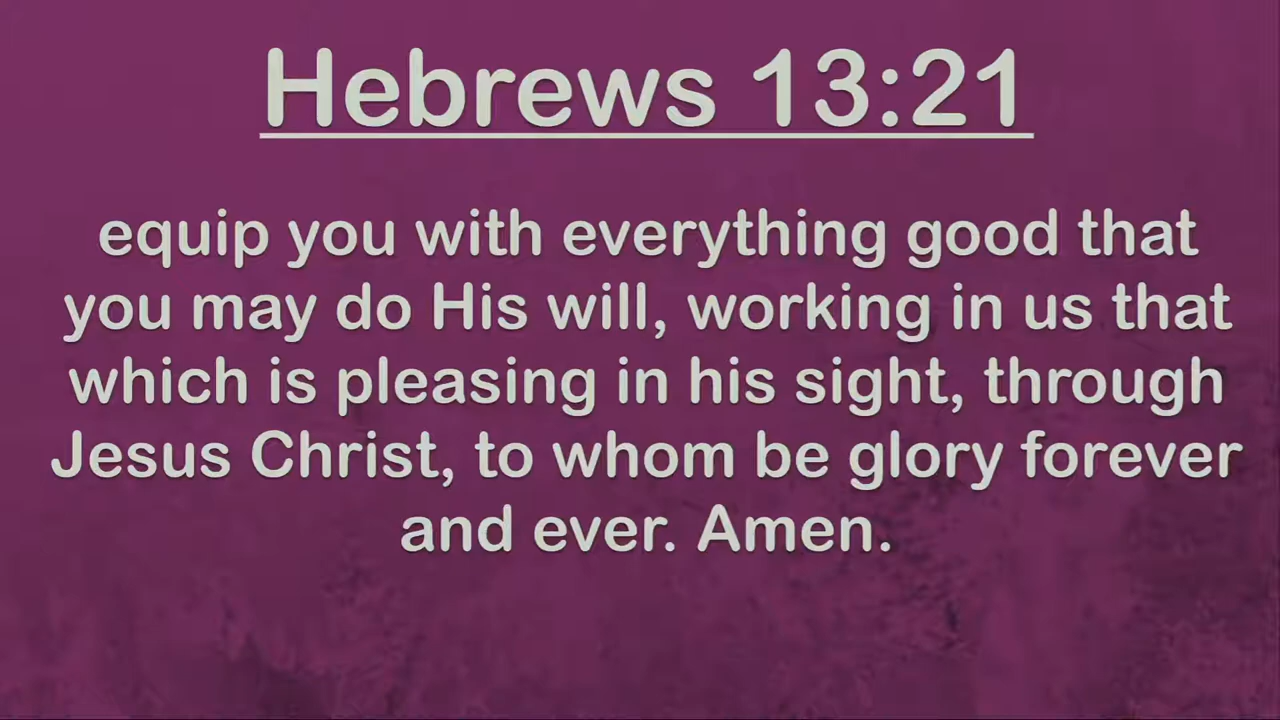 Hebrews 13:21
equip you with everything good that
you may do His will, working in us that
which is pleasing in his sight, through
Jesus Christ, to whom be glory forever
and ever. Amen.